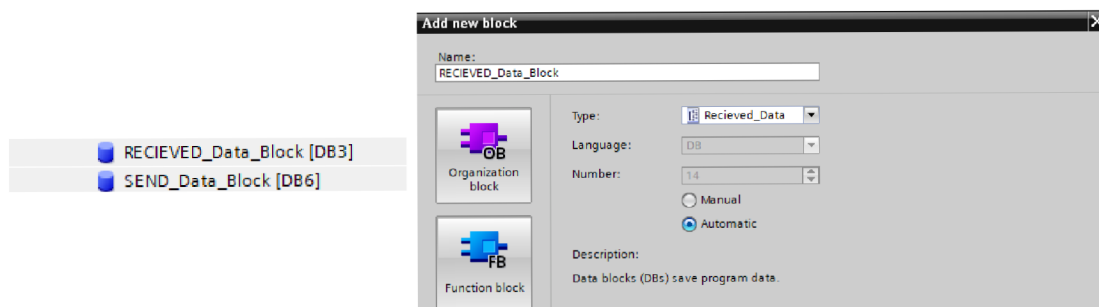 RECIEVED_Data_Block [DB3]
SEND_Data_Block [DB6]
Add new block
Name:
RECIEVED_Data_Block
OB
Organization
block
FB
Function block
Type:
Recieved_Data
Language:
DB
Number:
14
Manual
Automatic
Description:
Data blocks (DBs) save program data.